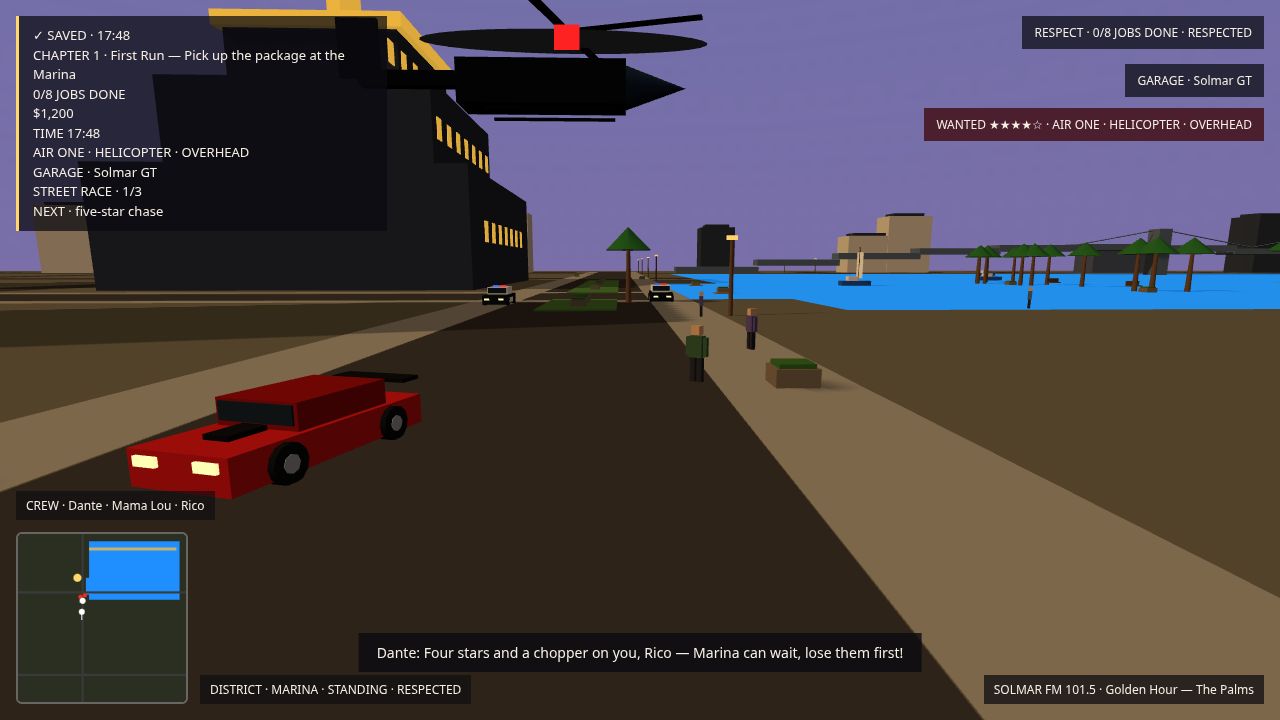 ✓ SAVED · 17:48
CHAPTER 1 · First Run — Pick up the package at the
Marina
0/8 JOBS DONE
$1,200
TIME 17:48
AIR ONE · HELICOPTER · OVERHEAD
GARAGE · Solmar GT
STREET RACE · 1/3
NEXT · five-star chase
RESPECT · 0/8 JOBS DONE · RESPECTED
GARAGE · Solmar GT
WANTED ★★★★☆ · AIR ONE · HELICOPTER · OVERHEAD
CREW · Dante · Mama Lou · Rico
Dante: Four stars and a chopper on you, Rico — Marina can wait, lose them first!
DISTRICT · MARINA · STANDING · RESPECTED
SOLMAR FM 101.5 · Golden Hour — The Palms